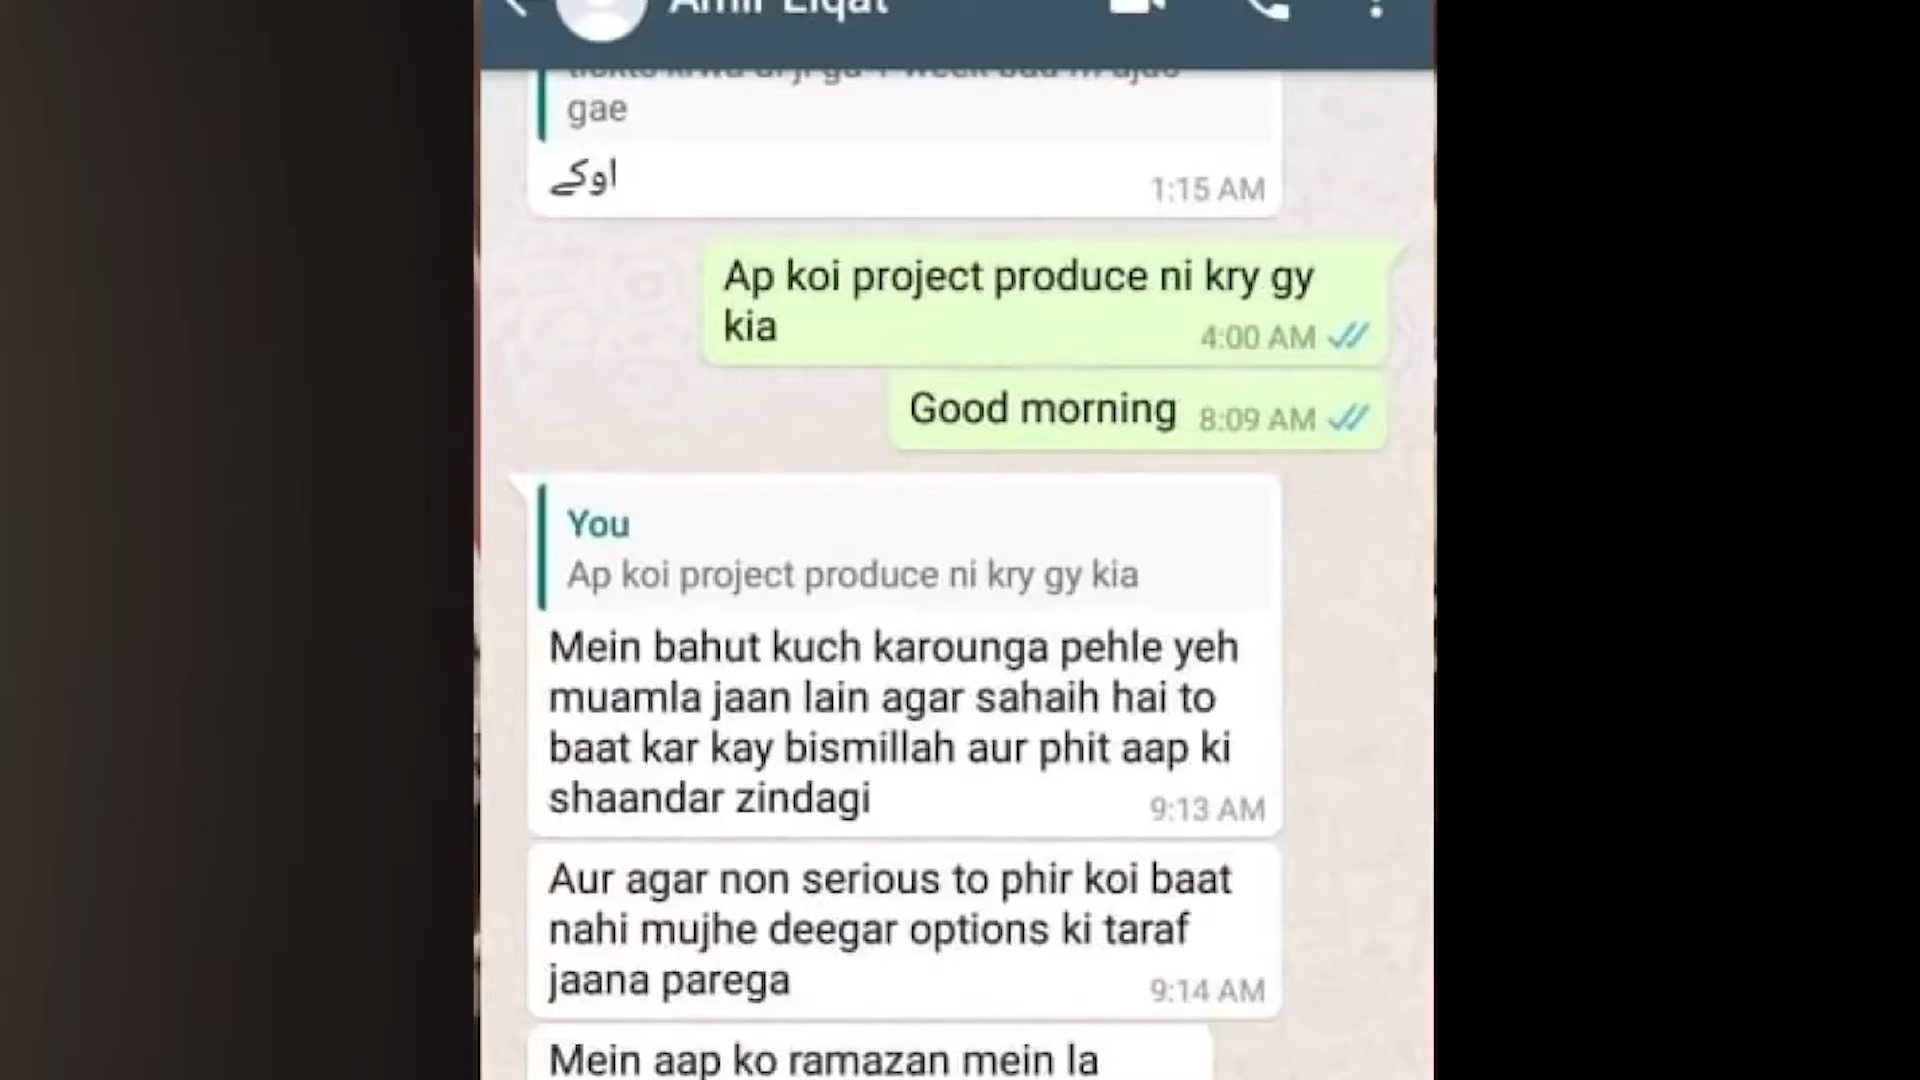 gae
اوکے
1:15 AM
Ap koi project produce ni kry gy
kia
4:00 AM
Good morning 8:09 AM
You
Ap koi project produce ni kry gy kia
Mein bahut kuch karounga pehle yeh
muamla jaan lain agar sahaih hai to
baat kar kay bismillah aur phit aap ki
shaandar zindagi
9:13 AM
Aur agar non serious to phir koi baat
nahi mujhe deegar options ki taraf
jaana parega
9:14 AM
Mein aap ko ramazan mein la